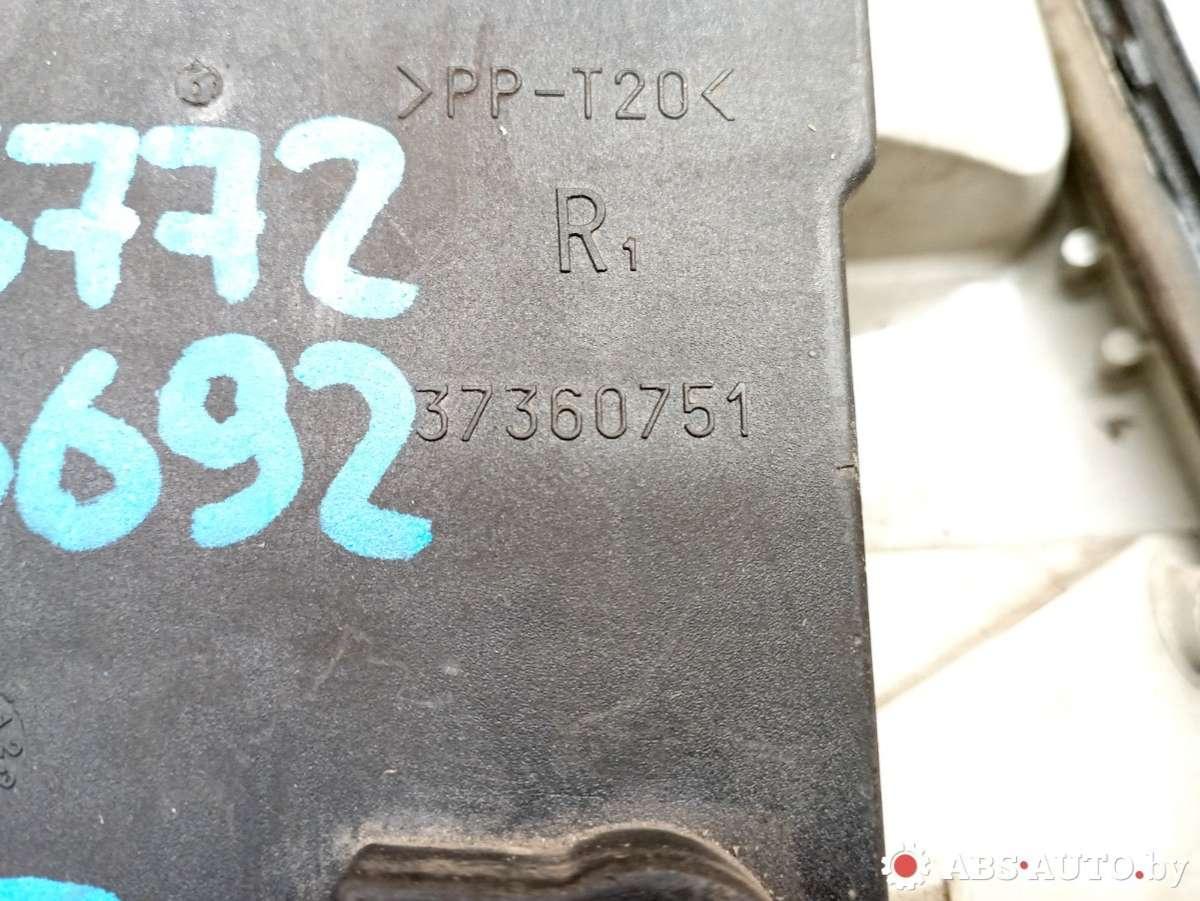 >PP-T20<
772
R1
37360751
692
ABS-AUTO.by